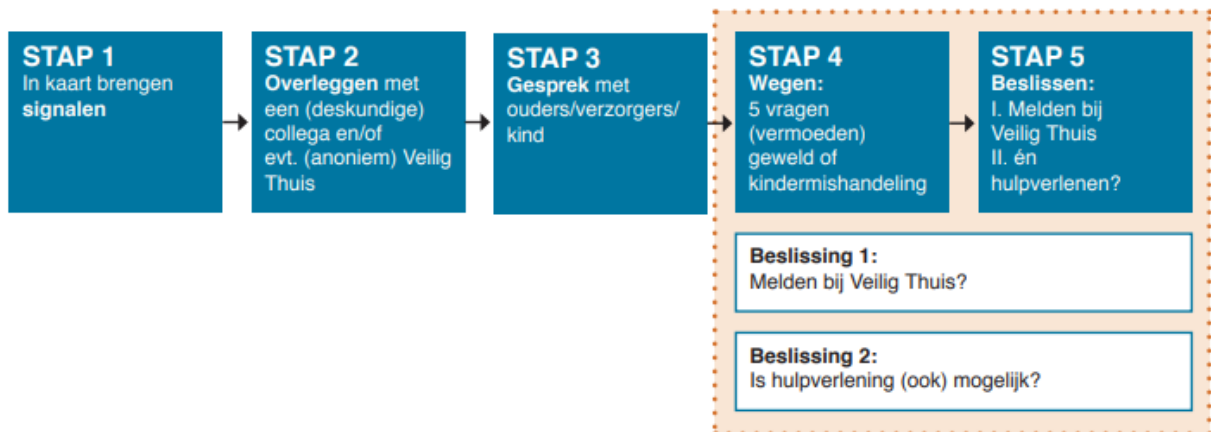 STAP 1
In kaart brengen
signalen
STAP 2
Overleggen met
een (deskundige)
collega en/of
evt. (anoniem) Veilig
Thuis
STAP 3
Gesprek met
ouders/verzorgers/
kind
STAP 4
Wegen:
5 vragen
(vermoeden)
geweld of
kindermishandeling
STAP 5
Beslissen:
I. Melden bij
Veilig Thuis
II. én
hulpverlenen?
Beslissing 1:
Melden bij Veilig Thuis?
Beslissing 2:
Is hulpverlening (ook) mogelijk?